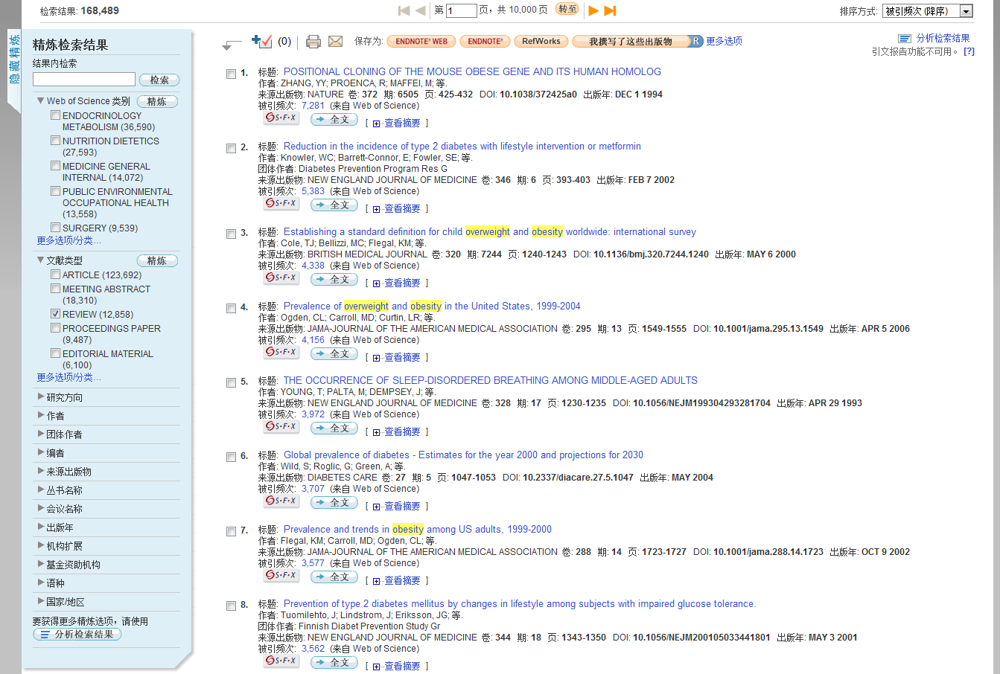 检索结果: 168,489
第 1 页，共 10,000 页 转至
排序方式: 被引频次 (降序)
隐藏精炼
精炼检索结果
结果内检索
检索
Web of Science 类别 精炼
ENDOCRINOLOGY
METABOLISM (36,590)
NUTRITION DIETETICS
(27,593)
MEDICINE GENERAL
INTERNAL (14,072)
PUBLIC ENVIRONMENTAL
OCCUPATIONAL HEALTH
(13,558)
SURGERY (9,539)
更多选项/分类...
文献类型 精炼
ARTICLE (123,692)
MEETING ABSTRACT
(18,310)
REVIEW (12,858)
PROCEEDINGS PAPER
(9,487)
EDITORIAL MATERIAL
(6,100)
更多选项/分类...
研究方向
作者
团体作者
编者
来源出版物
丛书名称
会议名称
出版年
机构扩展
基金资助机构
语种
国家/地区
要获得更多精炼选项，请使用
分析检索结果
(0) 保存为: ENDNOTE® WEB ENDNOTE® RefWorks 我撰写了这些出版物 R 更多选项
分析检索结果
引文报告功能不可用。 [?]
1. 标题: POSITIONAL CLONING OF THE MOUSE OBESE GENE AND ITS HUMAN HOMOLOG
作者: ZHANG, YY; PROENCA, R; MAFFEI, M; 等.
来源出版物: NATURE 卷: 372 期: 6505 页: 425-432 DOI: 10.1038/372425a0 出版年: DEC 1 1994
被引频次: 7,281 (来自 Web of Science)
S·F·X 全文 [ 查看摘要 ]
2. 标题: Reduction in the incidence of type 2 diabetes with lifestyle intervention or metformin
作者: Knowler, WC; Barrett-Connor, E; Fowler, SE; 等.
团体作者: Diabetes Prevention Program Res G
来源出版物: NEW ENGLAND JOURNAL OF MEDICINE 卷: 346 期: 6 页: 393-403 出版年: FEB 7 2002
被引频次: 5,383 (来自 Web of Science)
S·F·X 全文 [ 查看摘要 ]
3. 标题: Establishing a standard definition for child overweight and obesity worldwide: international survey
作者: Cole, TJ; Bellizzi, MC; Flegal, KM; 等.
来源出版物: BRITISH MEDICAL JOURNAL 卷: 320 期: 7244 页: 1240-1243 DOI: 10.1136/bmj.320.7244.1240 出版年: MAY 6 2000
被引频次: 4,338 (来自 Web of Science)
S·F·X 全文 [ 查看摘要 ]
4. 标题: Prevalence of overweight and obesity in the United States, 1999-2004
作者: Ogden, CL; Carroll, MD; Curtin, LR; 等.
来源出版物: JAMA-JOURNAL OF THE AMERICAN MEDICAL ASSOCIATION 卷: 295 期: 13 页: 1549-1555 DOI: 10.1001/jama.295.13.1549 出版年: APR 5 2006
被引频次: 4,156 (来自 Web of Science)
S·F·X 全文 [ 查看摘要 ]
5. 标题: THE OCCURRENCE OF SLEEP-DISORDERED BREATHING AMONG MIDDLE-AGED ADULTS
作者: YOUNG, T; PALTA, M; DEMPSEY, J; 等.
来源出版物: NEW ENGLAND JOURNAL OF MEDICINE 卷: 328 期: 17 页: 1230-1235 DOI: 10.1056/NEJM199304293281704 出版年: APR 29 1993
被引频次: 3,972 (来自 Web of Science)
S·F·X 全文 [ 查看摘要 ]
6. 标题: Global prevalence of diabetes - Estimates for the year 2000 and projections for 2030
作者: Wild, S; Roglic, G; Green, A; 等.
来源出版物: DIABETES CARE 卷: 27 期: 5 页: 1047-1053 DOI: 10.2337/diacare.27.5.1047 出版年: MAY 2004
被引频次: 3,707 (来自 Web of Science)
S·F·X 全文 [ 查看摘要 ]
7. 标题: Prevalence and trends in obesity among US adults, 1999-2000
作者: Flegal, KM; Carroll, MD; Ogden, CL; 等.
来源出版物: JAMA-JOURNAL OF THE AMERICAN MEDICAL ASSOCIATION 卷: 288 期: 14 页: 1723-1727 DOI: 10.1001/jama.288.14.1723 出版年: OCT 9 2002
被引频次: 3,577 (来自 Web of Science)
S·F·X 全文 [ 查看摘要 ]
8. 标题: Prevention of type 2 diabetes mellitus by changes in lifestyle among subjects with impaired glucose tolerance.
作者: Tuomilehto, J; Lindstrom, J; Eriksson, JG; 等.
团体作者: Finnish Diabet Prevention Study Gr
来源出版物: NEW ENGLAND JOURNAL OF MEDICINE 卷: 344 期: 18 页: 1343-1350 DOI: 10.1056/NEJM200105033441801 出版年: MAY 3 2001
被引频次: 3,562 (来自 Web of Science)
S·F·X 全文 [ 查看摘要 ]